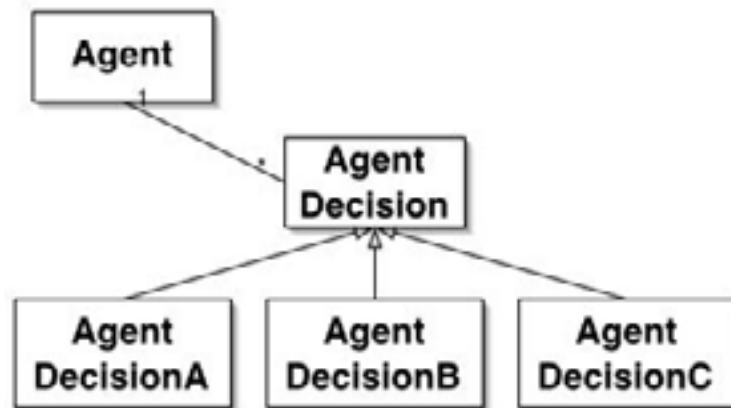 Agent
1
*
Agent
Decision
Agent
DecisionA
Agent
DecisionB
Agent
DecisionC